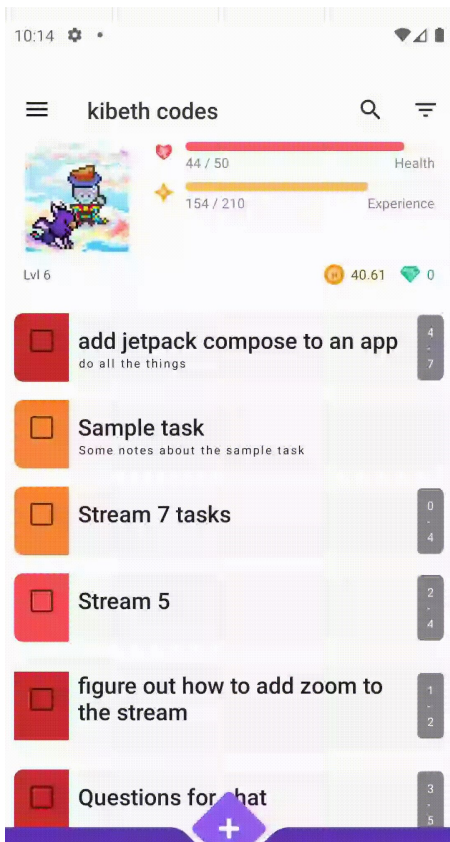 10:14
kibeth codes
44 / 50
Health
154 / 210
Experience
Lvl 6
40.61
0
add jetpack compose to an app
do all the things
4
-
7
Sample task
Some notes about the sample task
Stream 7 tasks
0
-
4
Stream 5
2
-
4
figure out how to add zoom to
the stream
1
-
2
Questions for chat
3
-
5